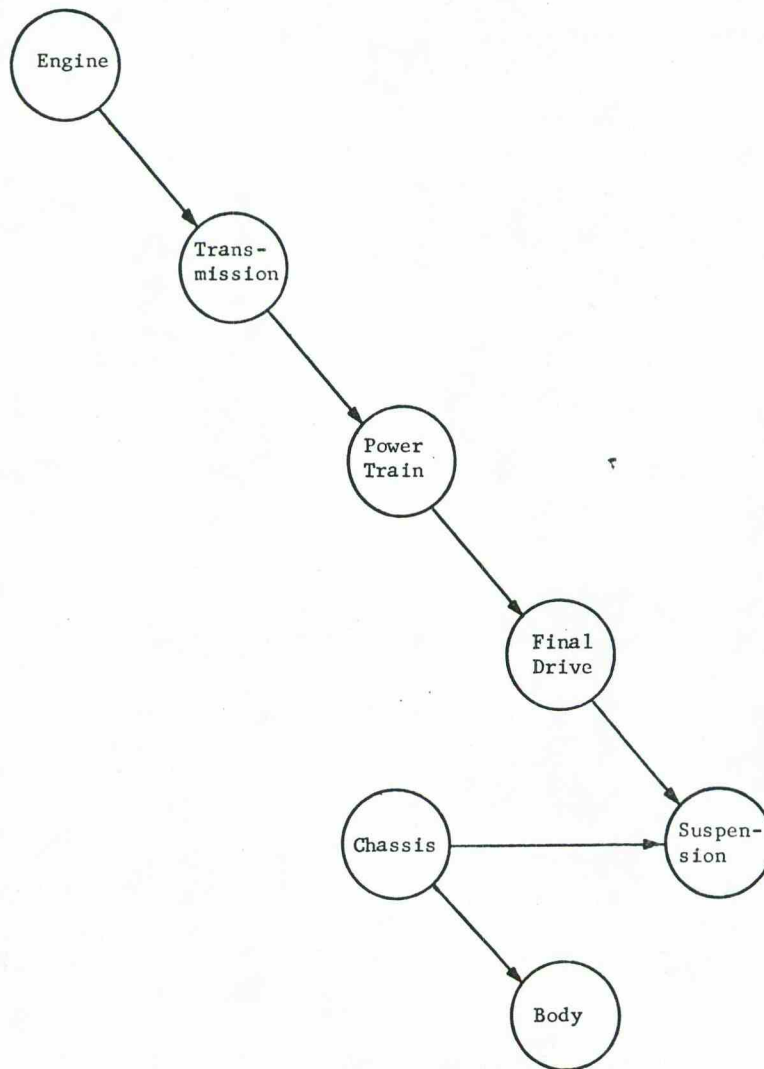 Engine
Trans-
mission
Power
Train
Final
Drive
Chassis
Suspen-
sion
Body